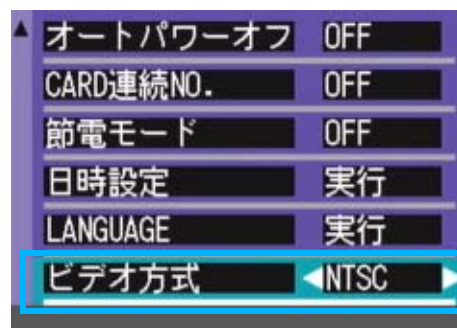 オートパワーオフ OFF
CARD連続NO. OFF
節電モード OFF
日時設定 実行
LANGUAGE 実行
ビデオ方式 NTSC